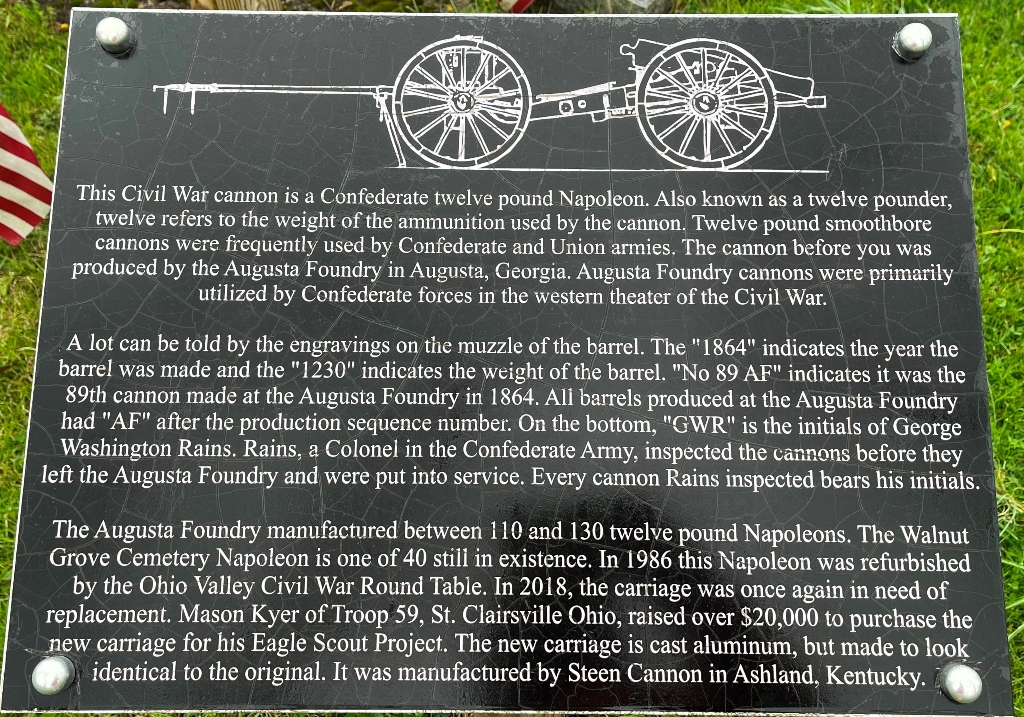 This Civil War cannon is a Confederate twelve pound Napoleon. Also known as a twelve pounder,
twelve refers to the weight of the ammunition used by the cannon. Twelve pound smoothbore
cannons were frequently used by Confederate and Union armies. The cannon before you was
produced by the Augusta Foundry in Augusta, Georgia. Augusta Foundry cannons were primarily
utilized by Confederate forces in the western theater of the Civil War.
A lot can be told by the engravings on the muzzle of the barrel. The "1864" indicates the year the
barrel was made and the "1230" indicates the weight of the barrel. "No 89 AF" indicates it was the
89th cannon made at the Augusta Foundry in 1864. All barrels produced at the Augusta Foundry
had "AF" after the production sequence number. On the bottom, "GWR" is the initials of George
Washington Rains. Rains, a Colonel in the Confederate Army, inspected the cannons before they
left the Augusta Foundry and were put into service. Every cannon Rains inspected bears his initials.
The Augusta Foundry manufactured between 110 and 130 twelve pound Napoleons. The Walnut
Grove Cemetery Napoleon is one of 40 still in existence. In 1986 this Napoleon was refurbished
by the Ohio Valley Civil War Round Table. In 2018, the carriage was once again in need of
replacement. Mason Kyer of Troop 59, St. Clairsville Ohio, raised over $20,000 to purchase the
new carriage for his Eagle Scout Project. The new carriage is cast aluminum, but made to look
identical to the original. It was manufactured by Steen Cannon in Ashland, Kentucky.